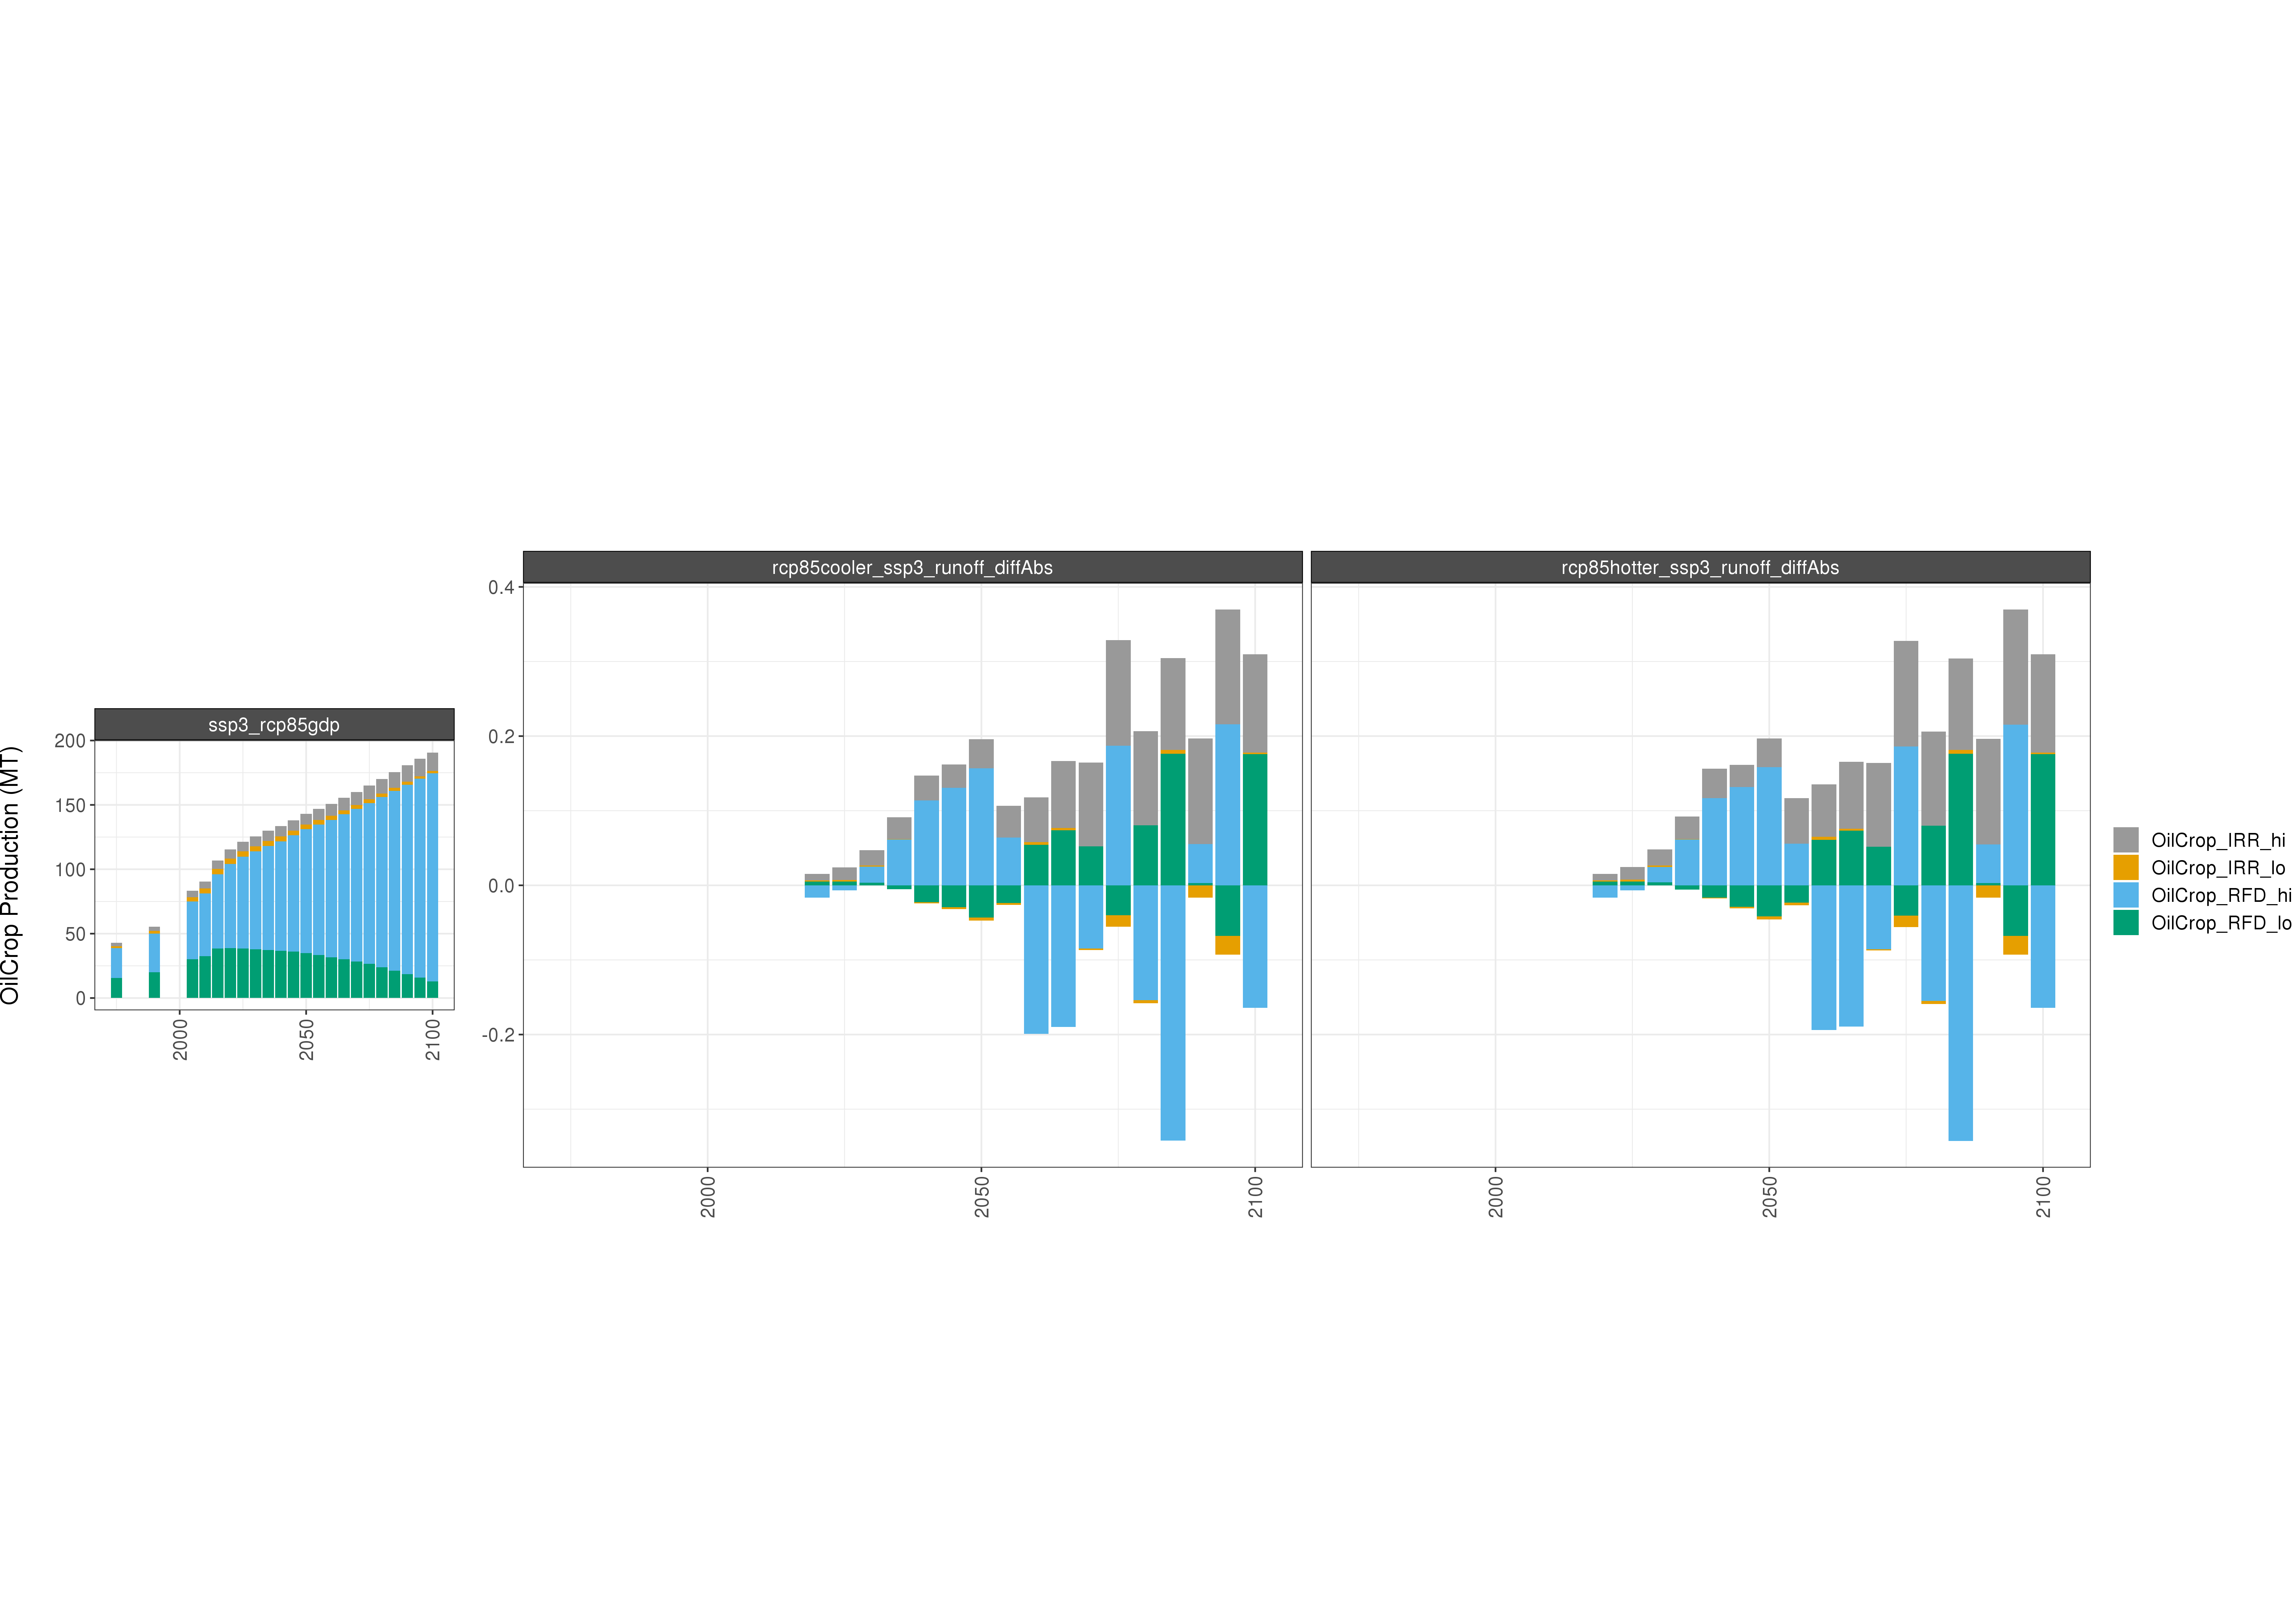 OilCrop Production (MT)
ssp3_rcp85gdp
200
150
100
50
0
2000
2050
2100
rcp85cooler_ssp3_runoff_diffAbs
rcp85hotter_ssp3_runoff_diffAbs
0.4
0.2
0.0
-0.2
2000
2050
2100
2000
2050
2100
OilCrop_IRR_hi
OilCrop_IRR_lo
OilCrop_RFD_hi
OilCrop_RFD_lo